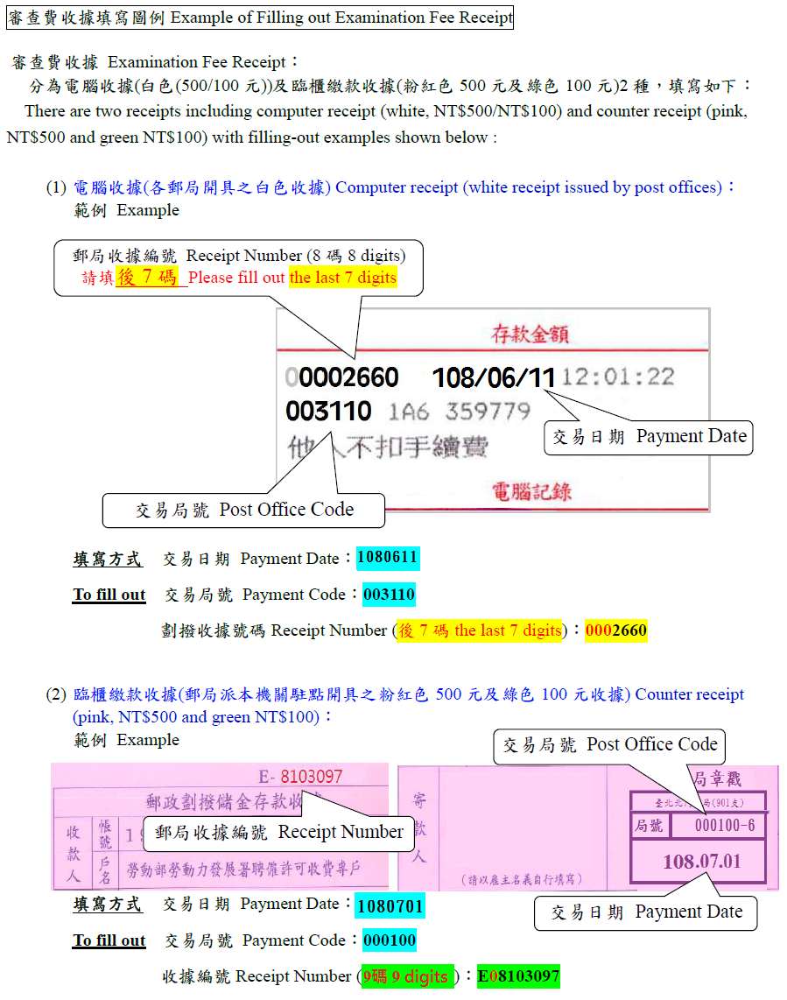 審查費收據填寫圖例 Example of Filling out Examination Fee Receipt
審查費收據 Examination Fee Receipt：
分為電腦收據(白色(500/100 元))及臨櫃繳款收據(粉紅色 500 元及綠色 100 元)2 種，填寫如下：
There are two receipts including computer receipt (white, NT$500/NT$100) and counter receipt (pink,
NT$500 and green NT$100) with filling-out examples shown below :
(1) 電腦收據(各郵局開具之白色收據) Computer receipt (white receipt issued by post offices)：
範例 Example
郵局收據編號 Receipt Number (8 碼 8 digits)
請填後 7 碼 Please fill out the last 7 digits
存款金額
00002660 108/06/11 12:01:22
003110 1A6 359779
他人不扣手續費
交易日期 Payment Date
電腦記錄
交易局號 Post Office Code
填寫方式 交易日期 Payment Date：1080611
To fill out 交易局號 Payment Code：003110
劃撥收據號碼 Receipt Number (後 7 碼 the last 7 digits)：0002660
(2) 臨櫃繳款收據(郵局派本機關駐點開具之粉紅色 500 元及綠色 100 元收據) Counter receipt
(pink, NT$500 and green NT$100)：
範例 Example
交易局號 Post Office Code
E- 8103097
郵政劃撥儲金存款收
郵局收據編號 Receipt Number
收款人
帳號 19
戶名 勞動部勞動力發展署聘僱許可收費專戶
寄款人
(請以雇主名義自行填寫)
局章戳
臺北北 局(901支)
局號 000100-6
108.07.01
交易日期 Payment Date
填寫方式 交易日期 Payment Date：1080701
To fill out 交易局號 Payment Code：000100
收據編號 Receipt Number (9碼 9 digits )：E08103097